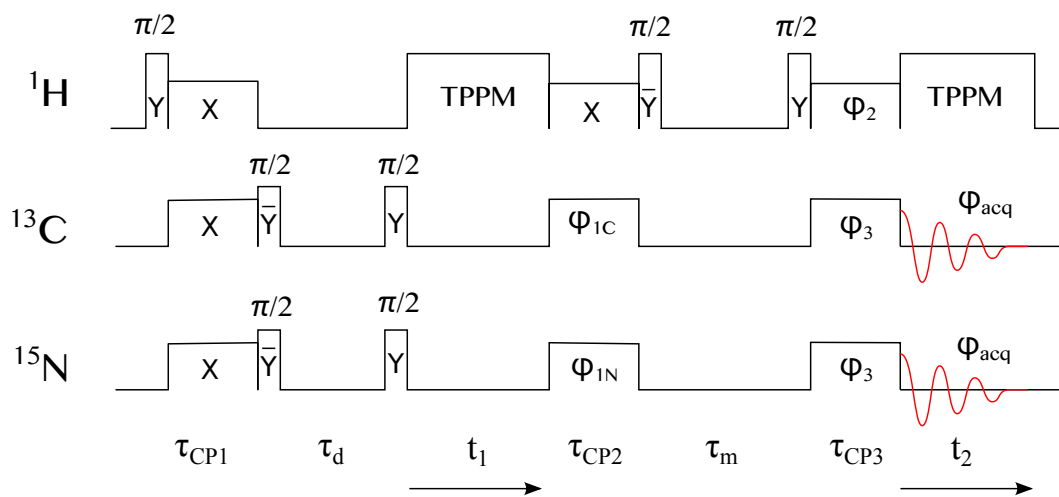 π/2 π/2 π/2
¹H Y X TPPM X Ȳ Y φ₂ TPPM
π/2 π/2
¹³C X Ȳ Y φ1C φ₃ φacq
π/2 π/2
¹⁵N X Ȳ Y φ1N φ₃ φacq
τCP1 τd t₁ τCP2 τm τCP3 t₂